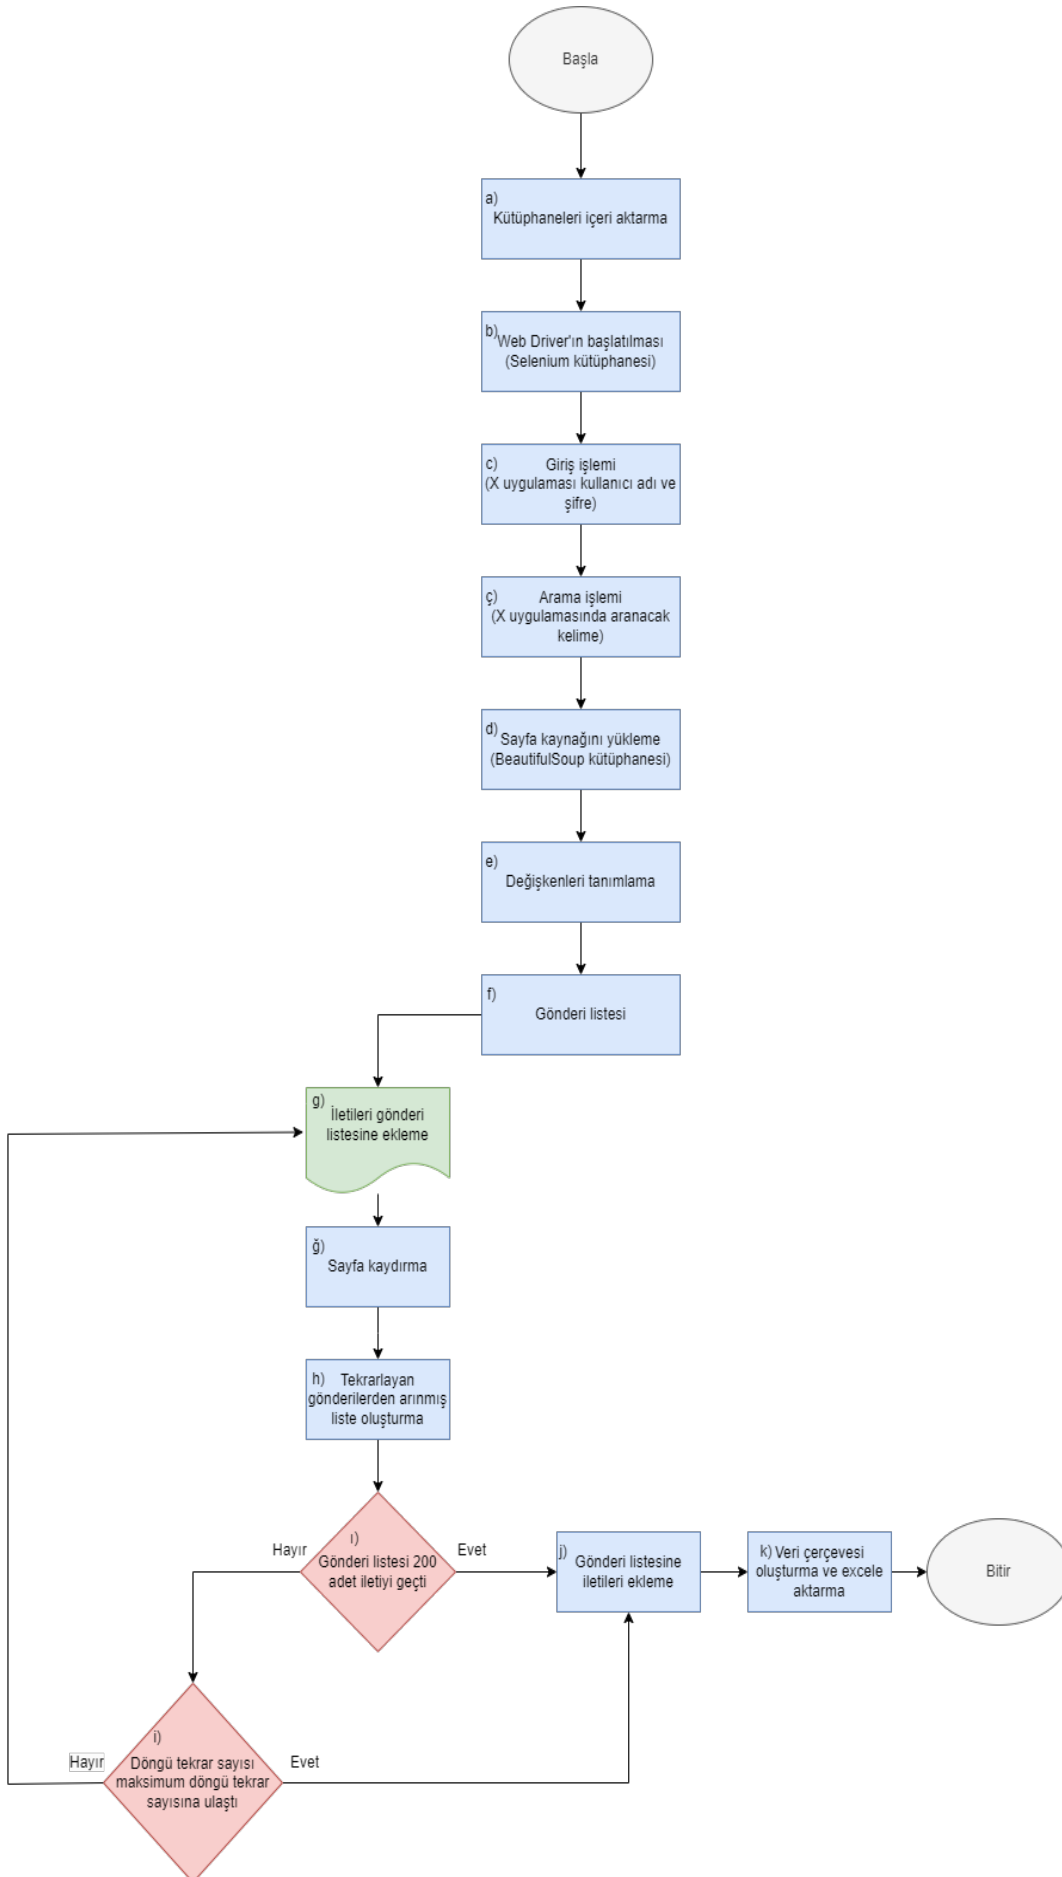 Başla
a)
Kütüphaneleri içeri aktarma
b)
Web Driver'ın başlatılması
(Selenium kütüphanesi)
c)
Giriş işlemi
(X uygulaması kullanıcı adı ve
şifre)
ç)
Arama işlemi
(X uygulamasında aranacak
kelime)
d)
Sayfa kaynağını yükleme
(BeautifulSoup kütüphanesi)
e)
Değişkenleri tanımlama
f)
Gönderi listesi
g)
İletileri gönderi
listesine ekleme
ğ)
Sayfa kaydırma
h) Tekrarlayan
gönderilerden arınmış
liste oluşturma
ı)
Gönderi listesi 200
adet iletiyi geçti
Hayır
Evet
j)
Gönderi listesine
iletileri ekleme
k) Veri çerçevesi
oluşturma ve excele
aktarma
Bitir
i)
Döngü tekrar sayısı
maksimum döngü tekrar
sayısına ulaştı
Hayır
Evet